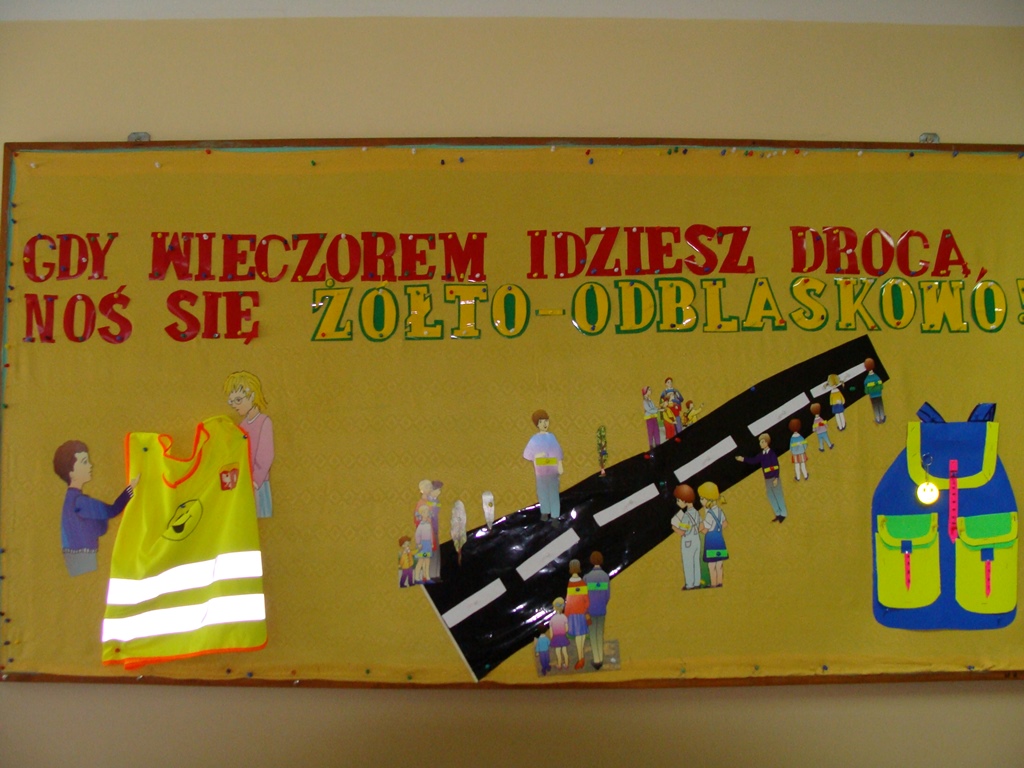 GDY WIECZOREM IDZIESZ DROGĄ,
NOŚ SIĘ ŻÓŁTO-ODBLASKOWO!